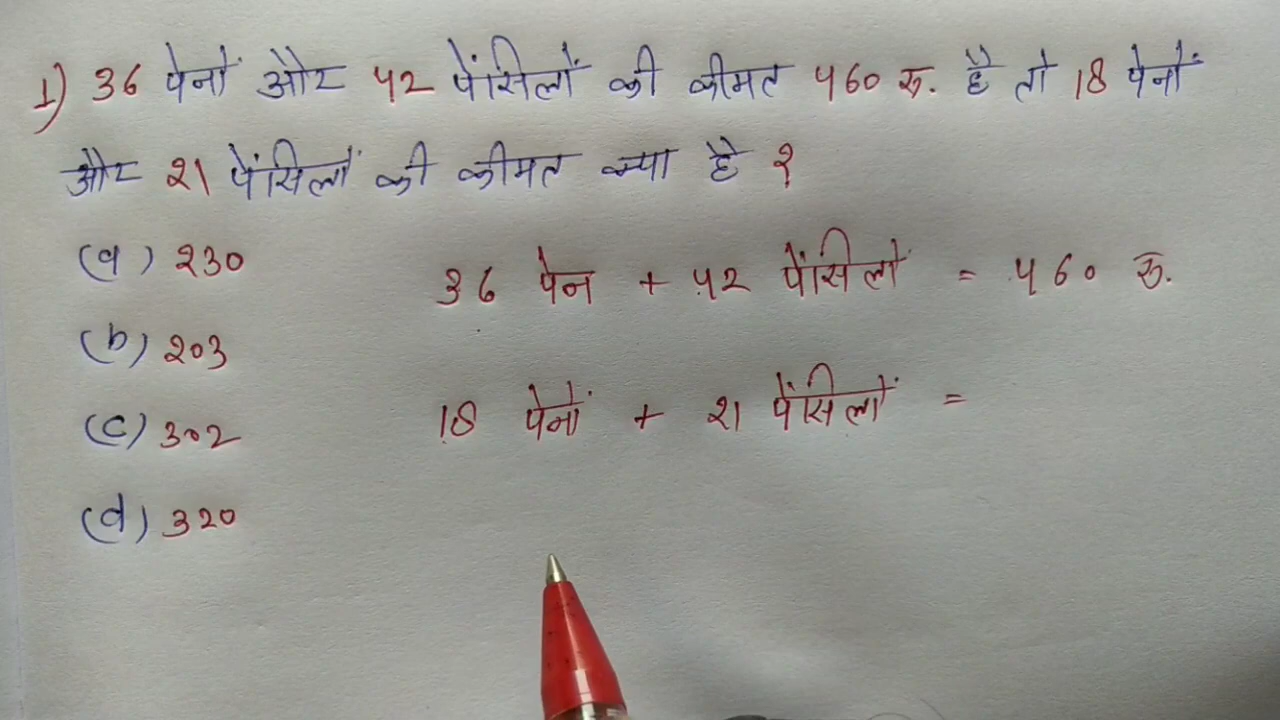 1) 36 पेनों और 42 पेंसिलों की कीमत 460 रू. है तो 18 पेनों
और 21 पेंसिलों की कीमत क्या है ?
(a) 230
36 पेन + 42 पेंसिलों = 460 रू.
(b) 203
18 पेनों + 21 पेंसिलों =
(c) 302
(d) 320